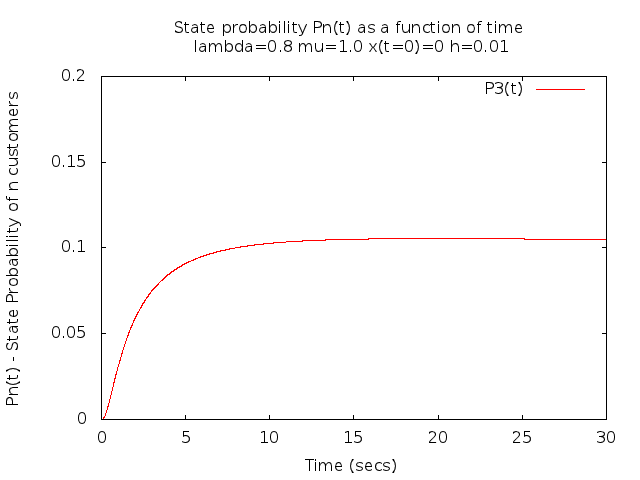 State probability Pn(t) as a function of time
lambda=0.8 mu=1.0 x(t=0)=0 h=0.01
P3(t)
Pn(t) - State Probability of n customers
0.2
0.15
0.1
0.05
0
0 5 10 15 20 25 30
Time (secs)